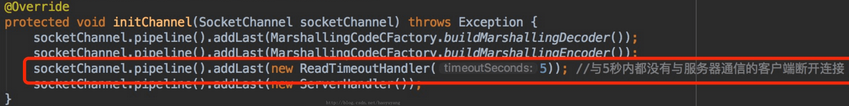 @Override
protected void initChannel(SocketChannel socketChannel) throws Exception {
socketChannel.pipeline().addLast(MarshallingCodeCFactory.buildMarshallingDecoder());
socketChannel.pipeline().addLast(MarshallingCodeCFactory.buildMarshallingEncoder());
socketChannel.pipeline().addLast(new ReadTimeoutHandler( timeoutSeconds: 5)); //与5秒内都没有与服务器通信的客户端断开连接
socketChannel.pipeline().addLast(new ServerHandler());
}